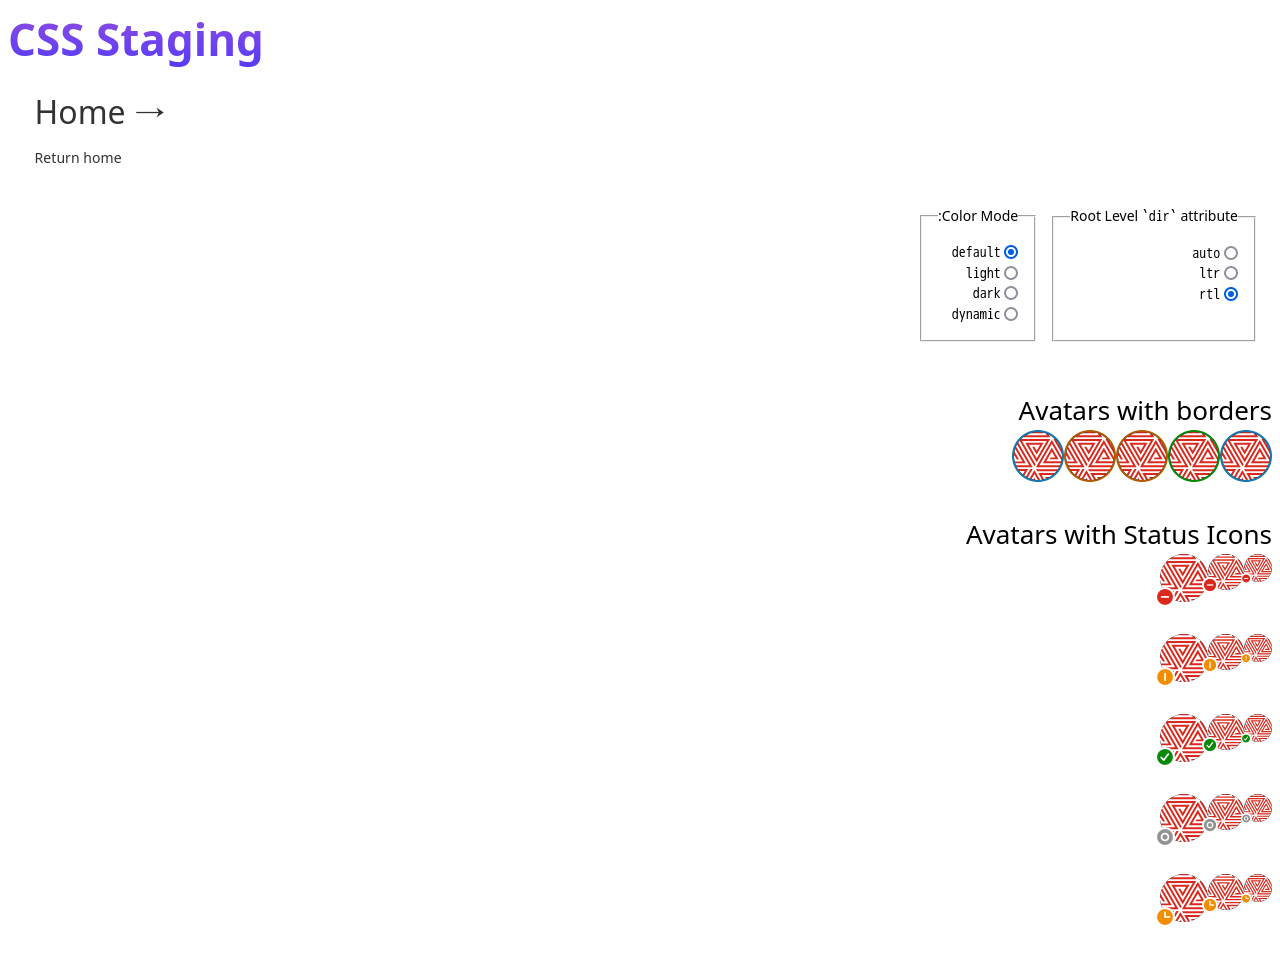 CSS Staging
Home →
Return home
:Color Mode
default
light
dark
dynamic
Root Level `dir` attribute
auto
ltr
rtl
Avatars with borders
Avatars with Status Icons